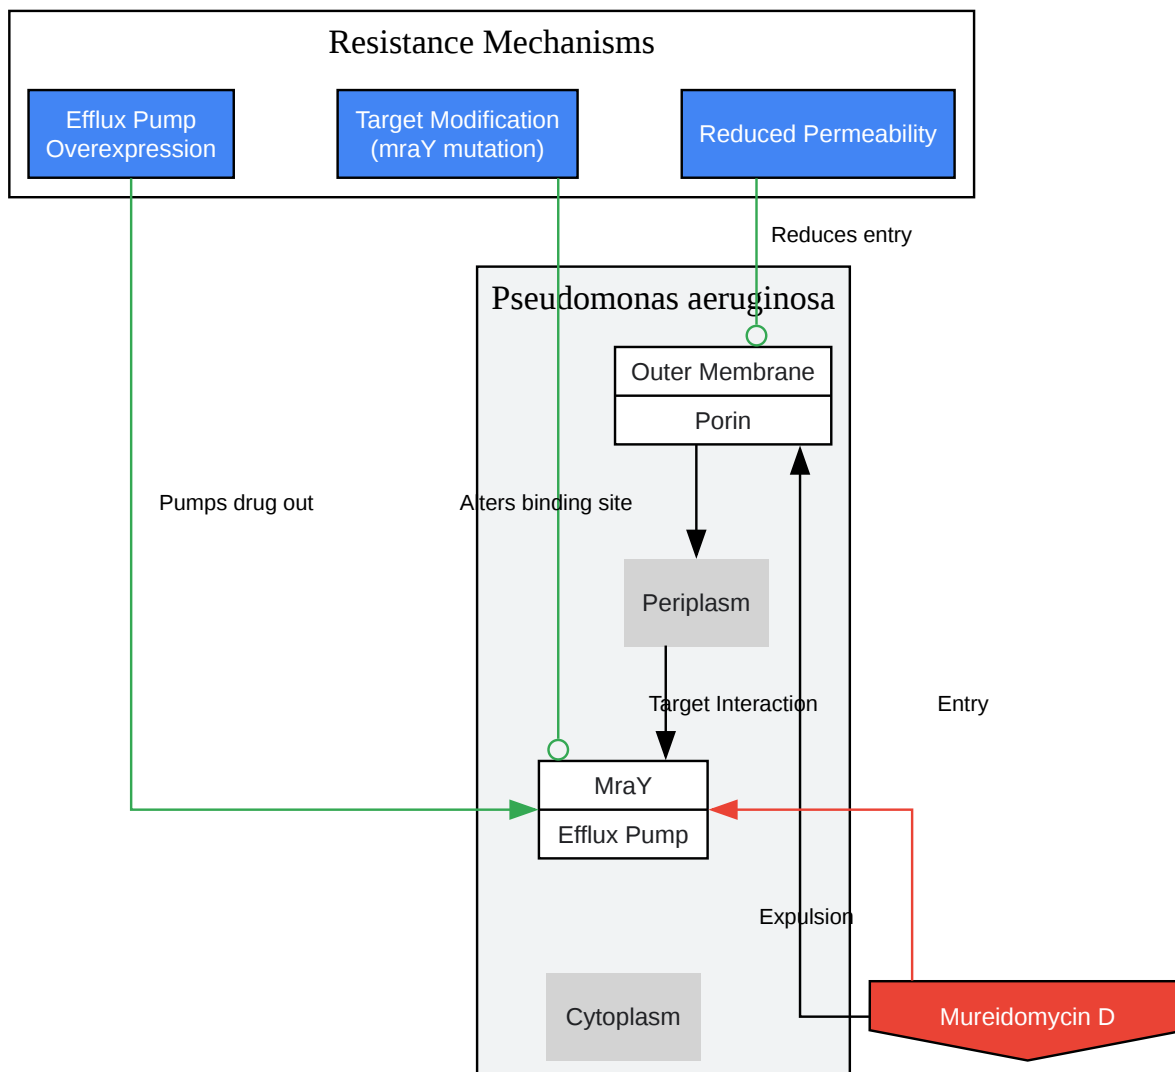 Resistance Mechanisms
Efflux Pump
Overexpression
Target Modification
(mraY mutation)
Reduced Permeability
Reduces entry
Pseudomonas aeruginosa
Outer Membrane
Porin
Pumps drug out
Alters binding site
Periplasm
Target Interaction
Entry
MraY
Efflux Pump
Expulsion
Cytoplasm
Mureidomycin D